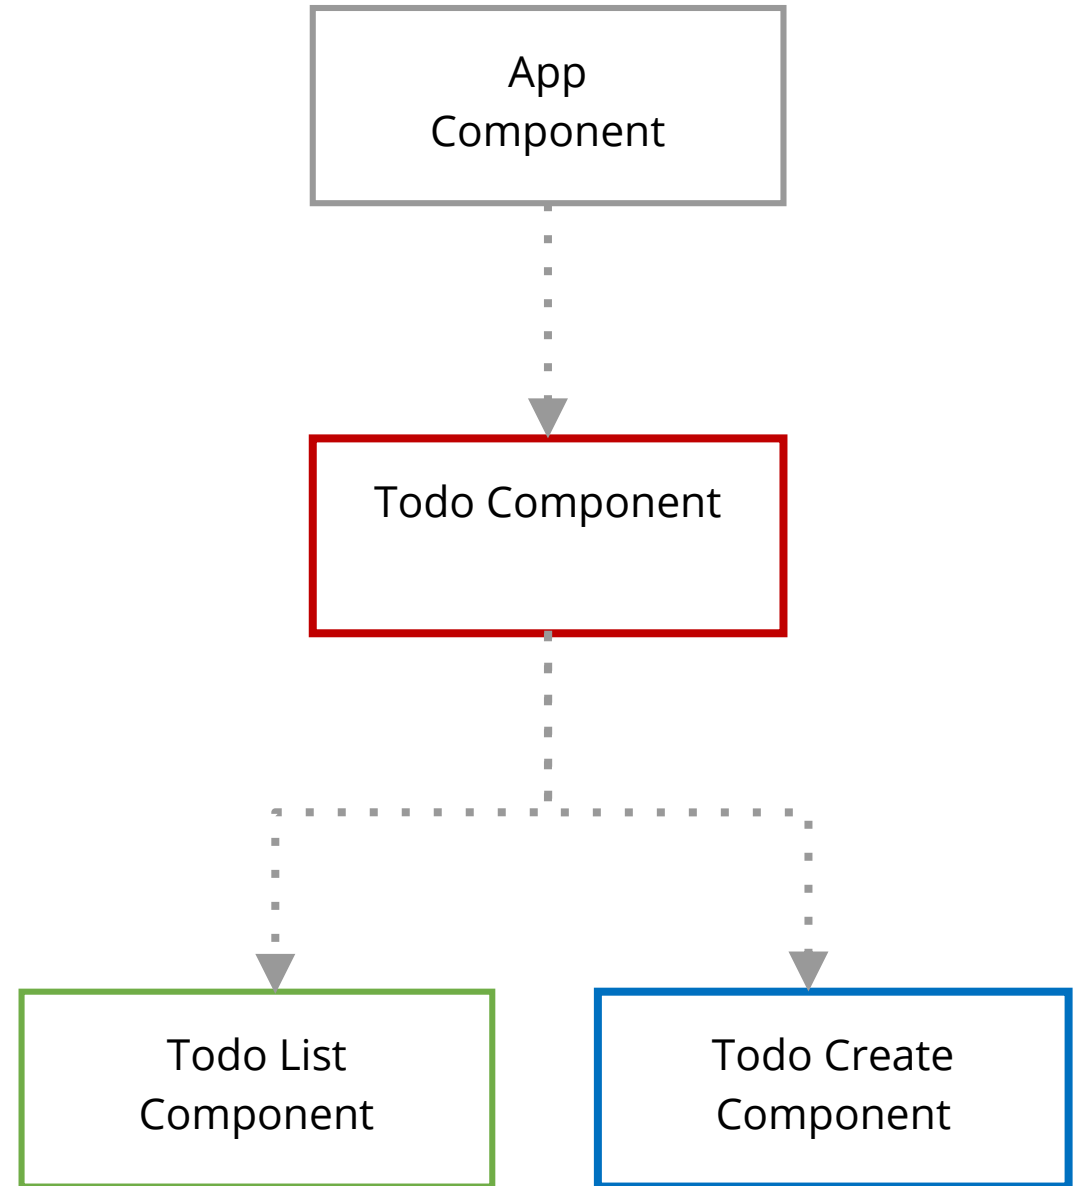 App
Component
Todo Component
Todo List
Component
Todo Create
Component